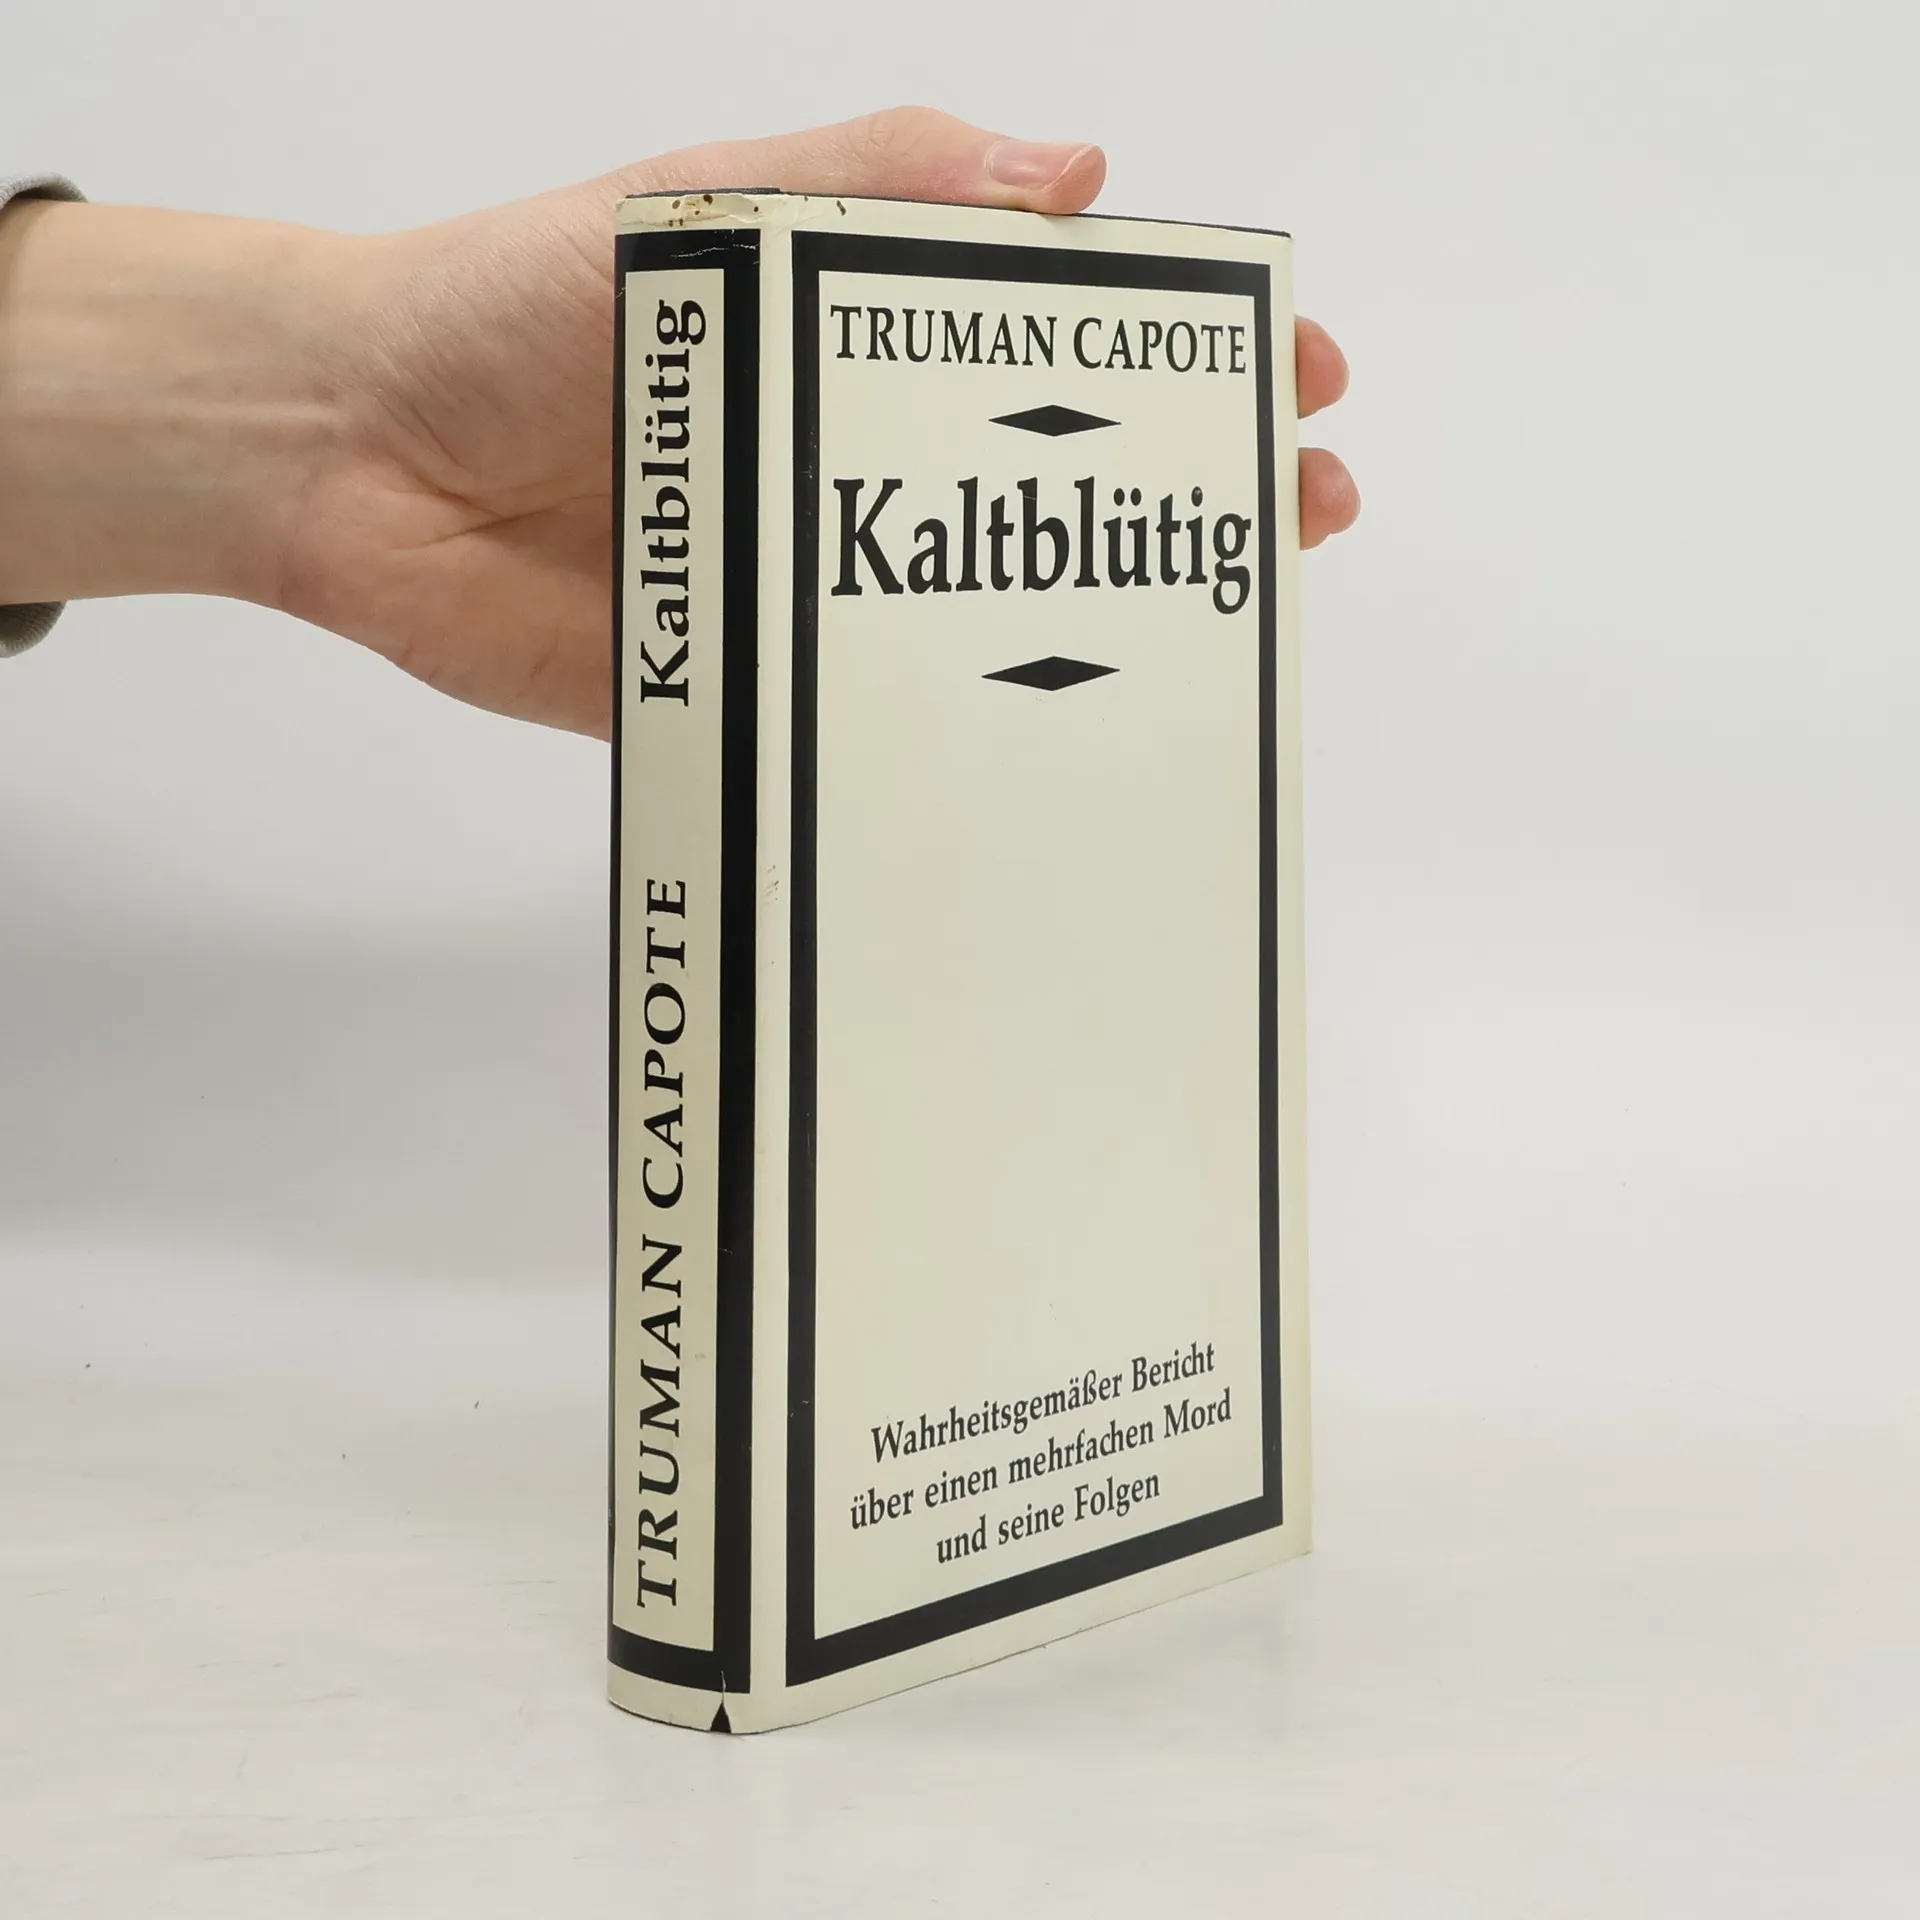 Kaltblütig
TRUMAN CAPOTE
TRUMAN CAPOTE
Kaltblütig
Wahrheitsgemäßer Bericht
über einen mehrfachen Mord
und seine Folgen